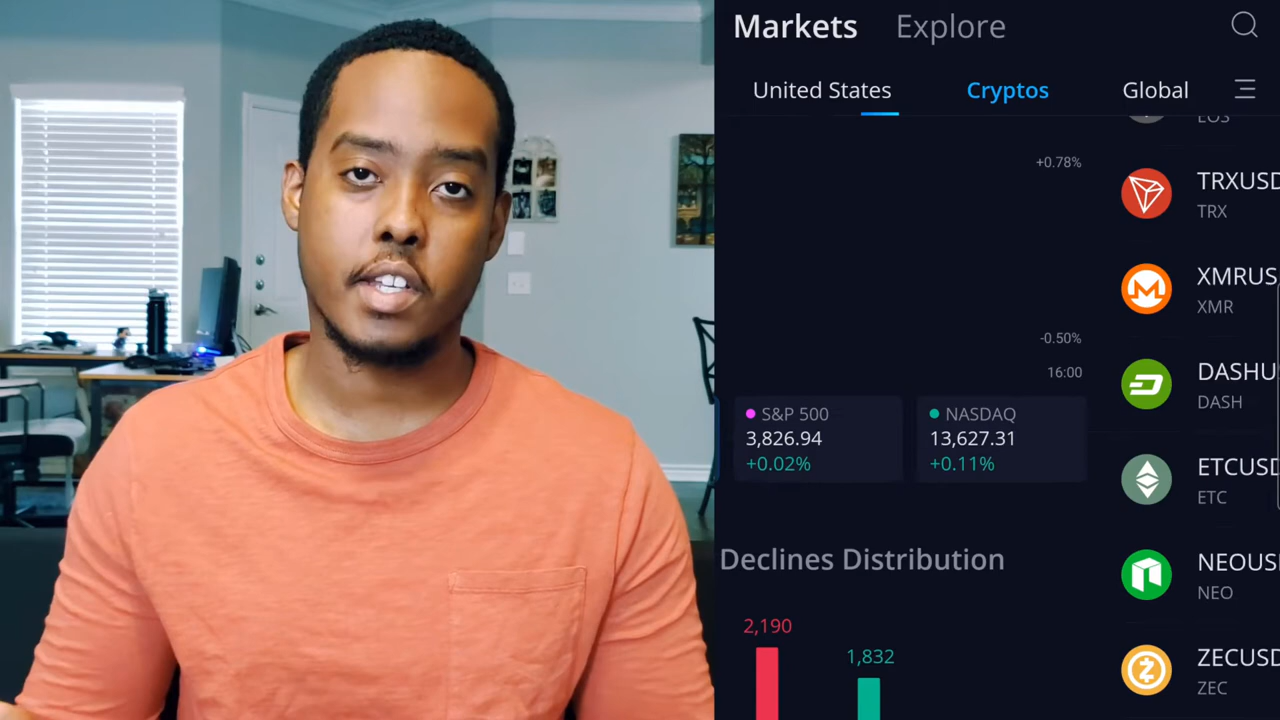 Markets Explore
United States Cryptos Global
EOS
+0.78%
TRXUSD
TRX
XMRUS
XMR
-0.50%
16:00
DASHU
DASH
S&P 500 NASDAQ
3,826.94 13,627.31
+0.02% +0.11%
ETCUSD
ETC
Declines Distribution
NEOUS
NEO
2,190
1,832
ZECUSD
ZEC